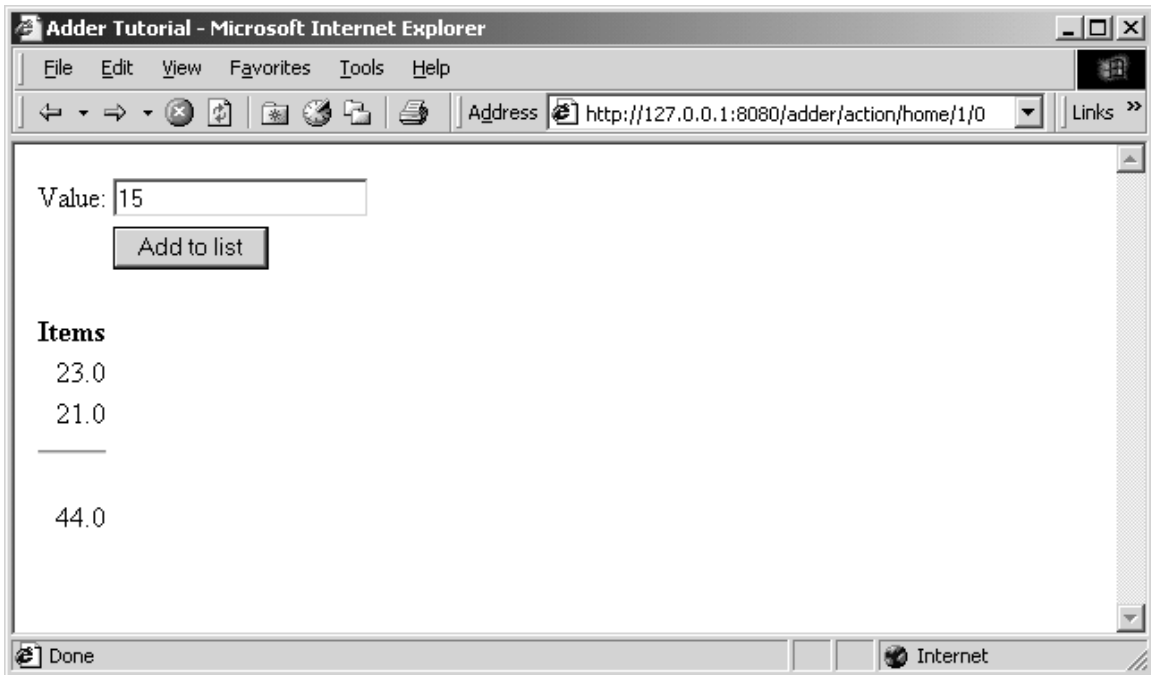 Adder Tutorial - Microsoft Internet Explorer
File Edit View Favorites Tools Help
Address http://127.0.0.1:8080/adder/action/home/1/0 Links »
Value: 15
Add to list
Items
23.0
21.0
44.0
Done Internet